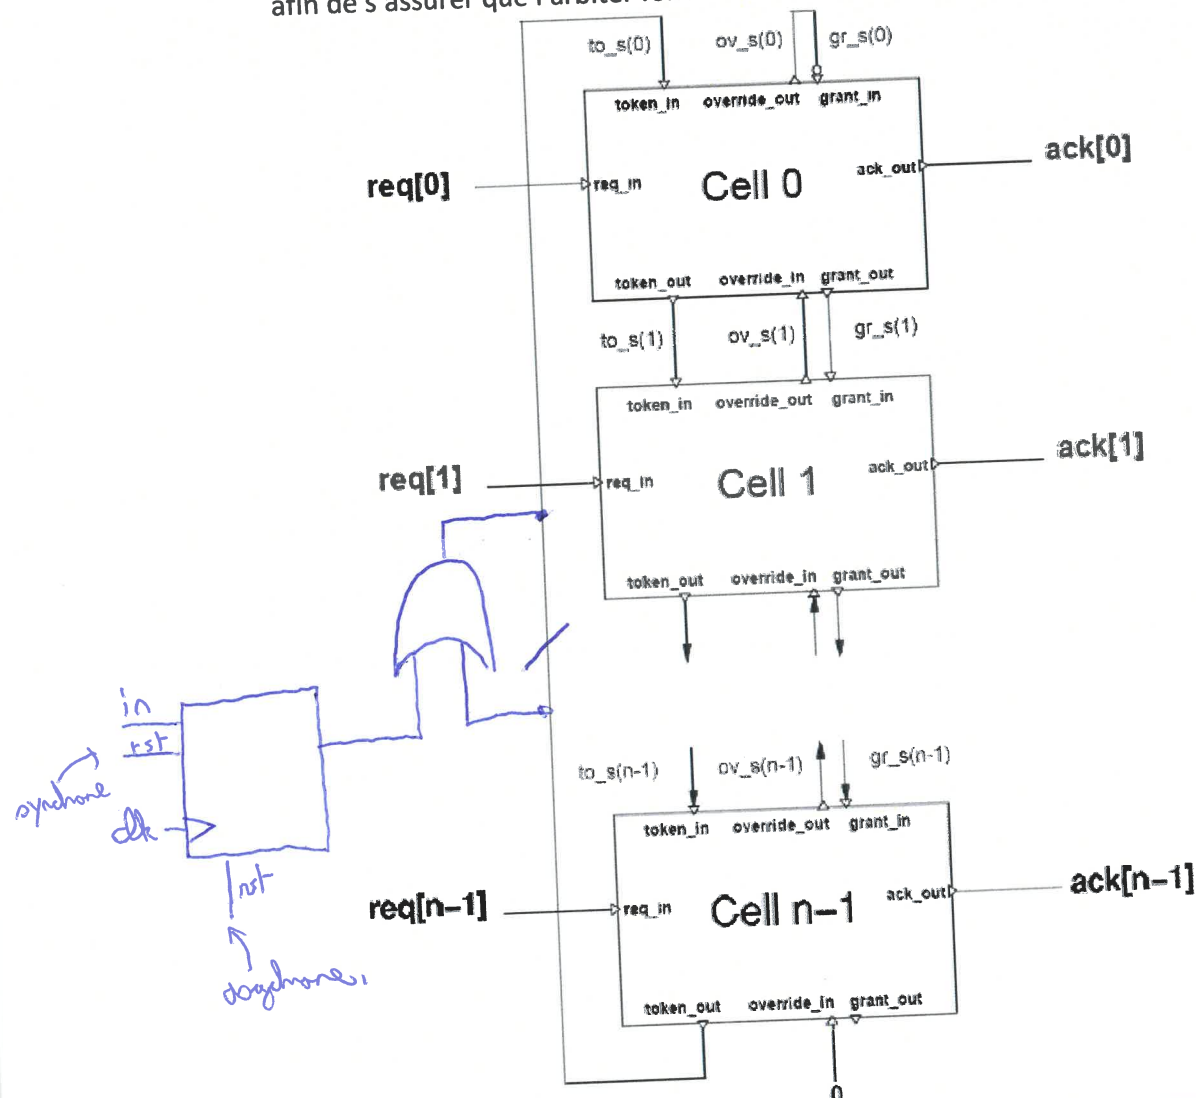 afin de s'assurer que l'arbiter
to_s(0) ov_s(0) gr_s(0)
token_in override_out grant_in
req[0] req_in Cell 0 ack_out ack[0]
token_out override_in grant_out
to_s(1) ov_s(1) gr_s(1)
token_in override_out grant_in
req[1] req_in Cell 1 ack_out ack[1]
token_out override_in grant_out
in
rst
synchrone
clk
rst
asynchrone
to_s(n-1) ov_s(n-1) gr_s(n-1)
token_in override_out grant_in
req[n-1] req_in Cell n-1 ack_out ack[n-1]
token_out override_in grant_out
0